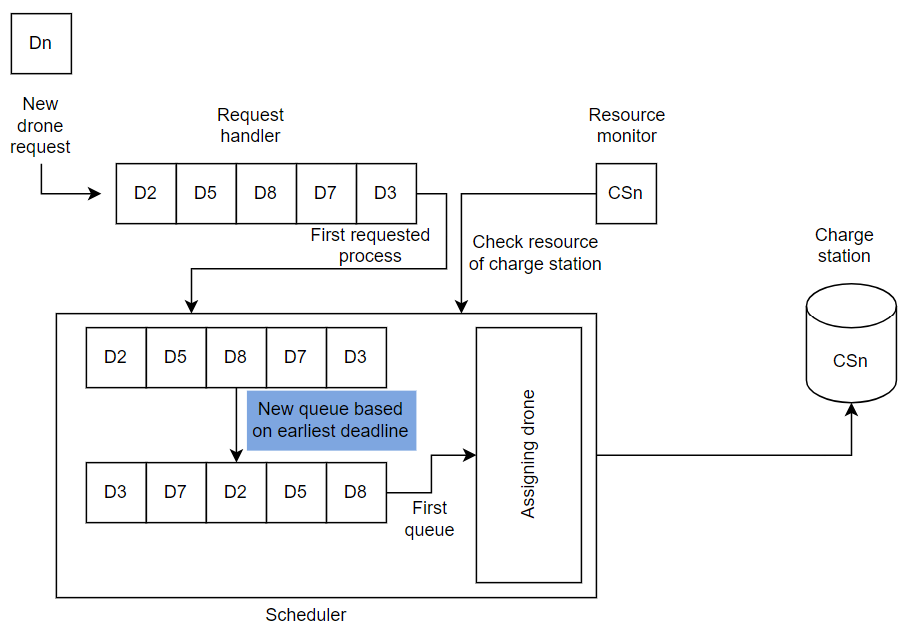 Dn
New
drone
request
Request
handler
Resource
monitor
D2 D5 D8 D7 D3
CSn
First requested
process
Check resource
of charge station
Charge
station
D2 D5 D8 D7 D3
CSn
New queue based
on earliest deadline
Assigning drone
D3 D7 D2 D5 D8
First
queue
Scheduler